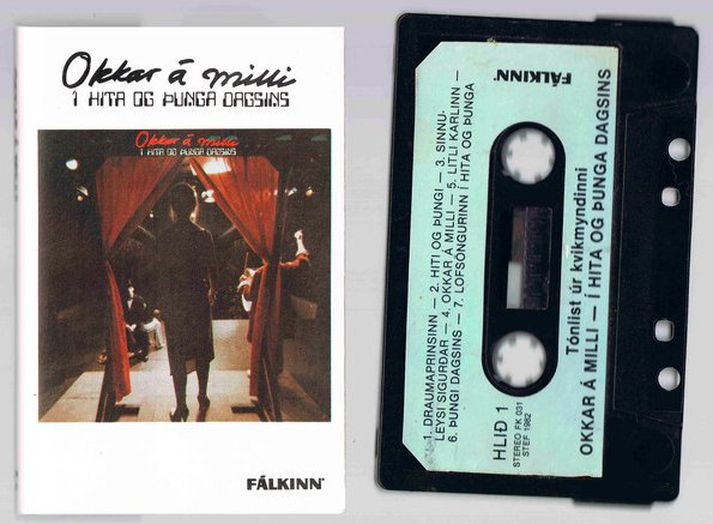 Okkar á milli
Í HITA OG ÞUNGA DAGSINS
Okkar á milli
Í HITA OG ÞUNGA DAGSINS
FÁLKINN
FÁLKINN
1. DRAUMAPRINSINN — 2. HITI OG ÞUNGI — 3. SINNU-
LEYSI SIGURÐAR — 4. OKKAR Á MILLI — 5. LITLI KARLINN —
6. ÞUNGI DAGSINS — 7. LOFSÖNGURINN Í HITA OG ÞUNGA
HLIÐ 1
STEREO FK 031
STEF 1982
Tónlist úr kvikmyndinni
OKKAR Á MILLI — Í HITA OG ÞUNGA DAGSINS